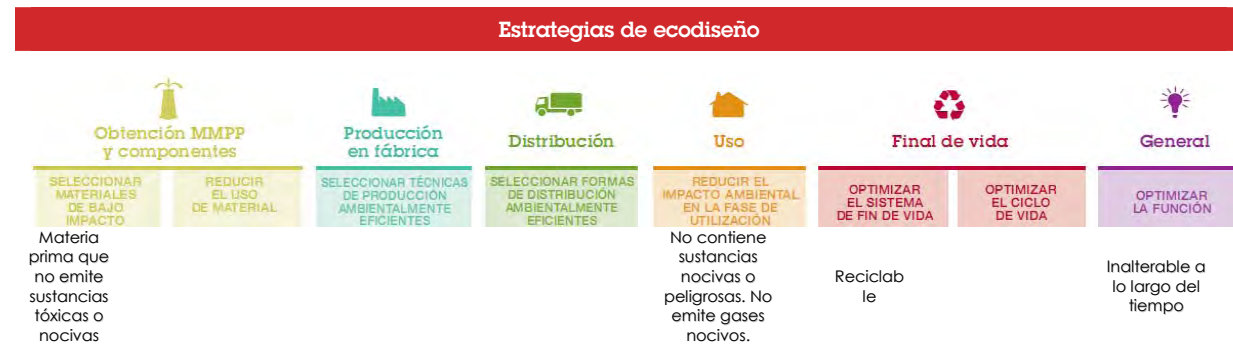 Estrategias de ecodiseño
Obtención MMPP
y componentes
Producción
en fábrica
Distribución
Uso
Final de vida
General
SELECCIONAR
MATERIALES
DE BAJO
IMPACTO
REDUCIR
EL USO
DE MATERIAL
SELECCIONAR TÉCNICAS
DE PRODUCCIÓN
AMBIENTALMENTE
EFICIENTES
SELECCIONAR FORMAS
DE DISTRIBUCIÓN
AMBIENTALMENTE
EFICIENTES
REDUCIR EL
IMPACTO AMBIENTAL
EN LA FASE DE
UTILIZACIÓN
OPTIMIZAR
EL SISTEMA
DE FIN DE VIDA
OPTIMIZAR
EL CICLO
DE VIDA
OPTIMIZAR
LA FUNCIÓN
Materia
prima que
no emite
sustancias
tóxicas o
nocivas
No contiene
sustancias
nocivas o
peligrosas. No
emite gases
nocivos.
Reciclab
le
Inalterable a
lo largo del
tiempo